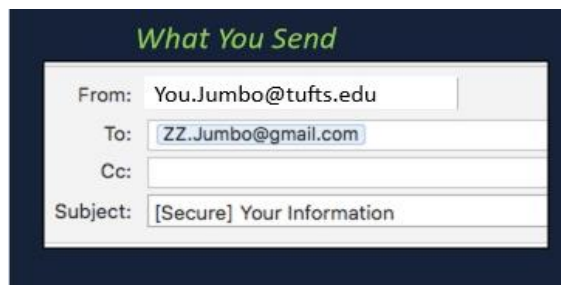 What You Send
From: You.Jumbo@tufts.edu
To: ZZ.Jumbo@gmail.com
Cc:
Subject: [Secure] Your Information